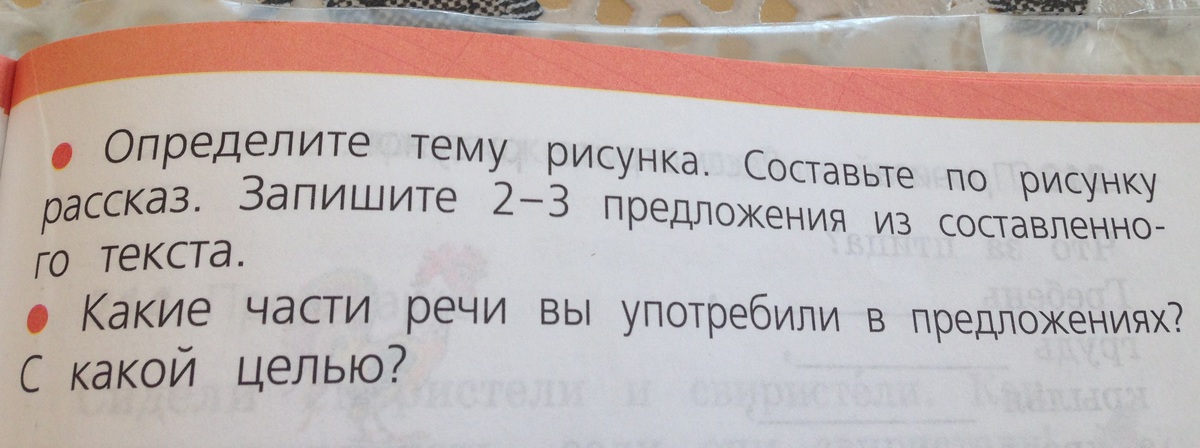 • Определите тему рисунка. Составьте по рисунку
рассказ. Запишите 2–3 предложения из составленно-
го текста.
• Какие части речи вы употребили в предложениях?
С какой целью?